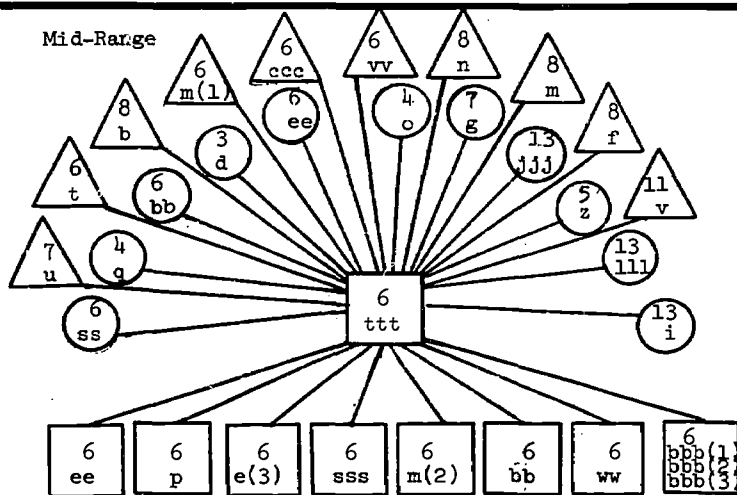 Mid-Range
6
ccc
6
vv
8
n
6
m(1)
8
m
8
b
6
ee
4
o
7
g
8
f
3
d
13
jjj
6
t
6
bb
5
z
11
v
7
u
4
q
13
lll
6
ss
6
ttt
13
i
6
ee
6
p
6
e(3)
6
sss
6
m(2)
6
bb
6
ww
6
bbb(1)
bbb(2)
bbb(3)